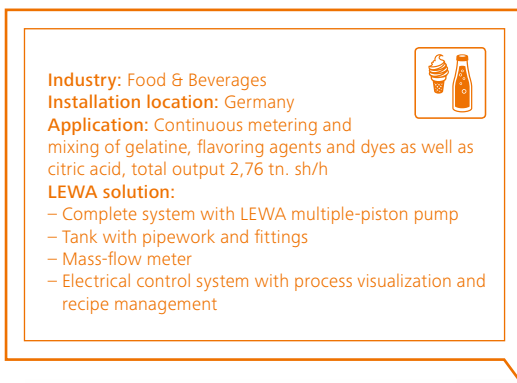 Industry: Food & Beverages
Installation location: Germany
Application: Continuous metering and
mixing of gelatine, flavoring agents and dyes as well as
citric acid, total output 2,76 tn. sh/h
LEWA solution:
– Complete system with LEWA multiple-piston pump
– Tank with pipework and fittings
– Mass-flow meter
– Electrical control system with process visualization and
recipe management